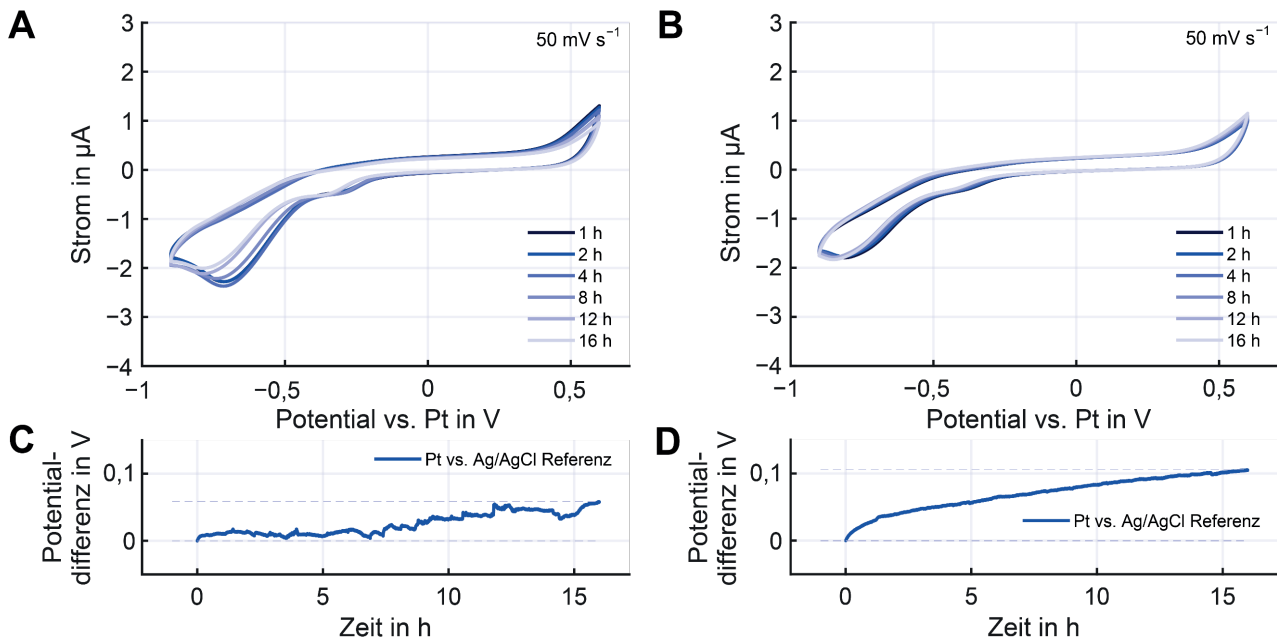 A
3
2
1
0
−1
−2
−3
−4
Strom in µA
50 mV s⁻¹
1 h
2 h
4 h
8 h
12 h
16 h
−1
−0,5
0
0,5
Potential vs. Pt in V
B
3
2
1
0
−1
−2
−3
−4
Strom in µA
50 mV s⁻¹
1 h
2 h
4 h
8 h
12 h
16 h
−1
−0,5
0
0,5
Potential vs. Pt in V
C
Potential-
differenz in V
0,1
0
Pt vs. Ag/AgCl Referenz
0
5
10
15
Zeit in h
D
Potential-
differenz in V
0,1
0
Pt vs. Ag/AgCl Referenz
0
5
10
15
Zeit in h